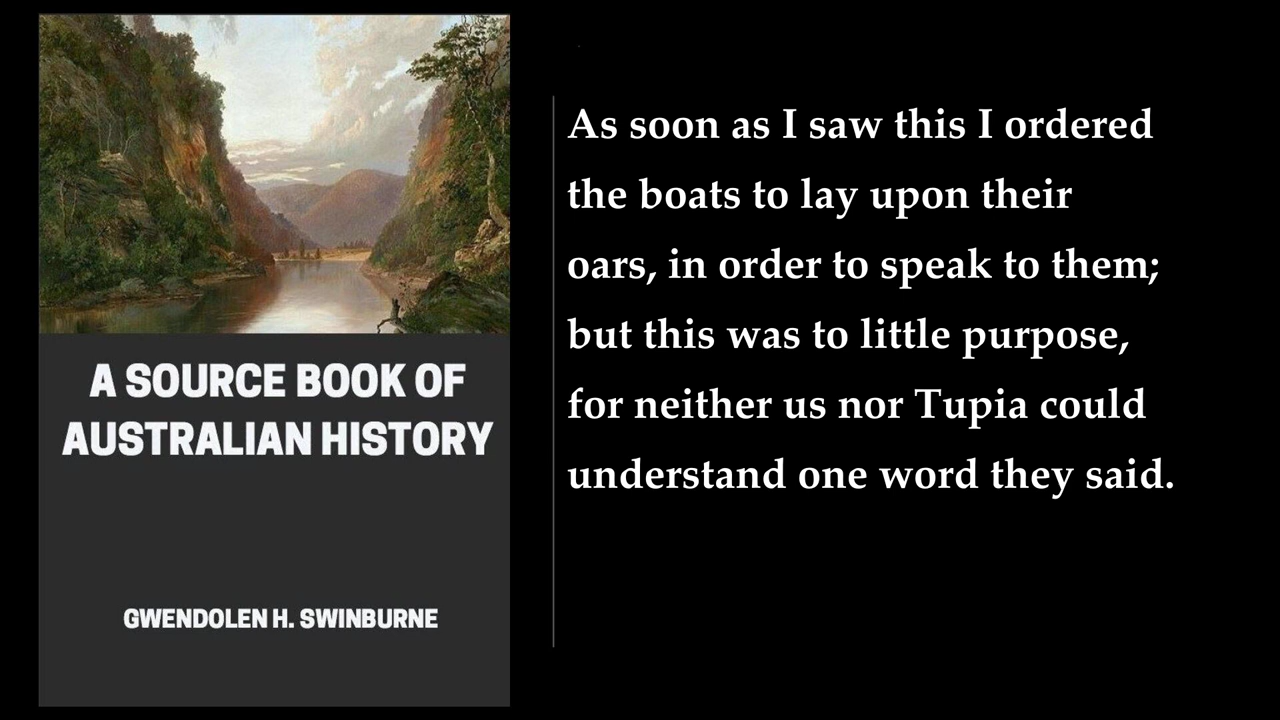 A SOURCE BOOK OF
AUSTRALIAN HISTORY
GWENDOLEN H. SWINBURNE
As soon as I saw this I ordered
the boats to lay upon their
oars, in order to speak to them;
but this was to little purpose,
for neither us nor Tupia could
understand one word they said.